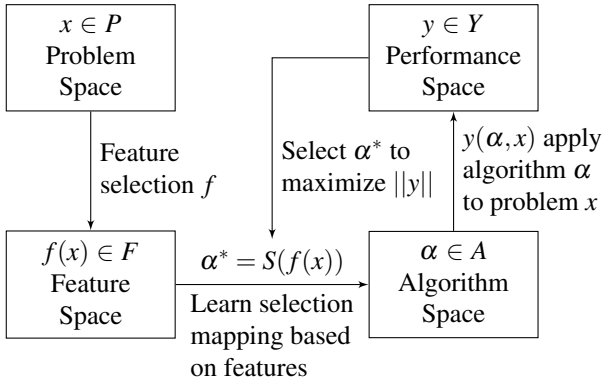 x ∈ P
Problem
Space
y ∈ Y
Performance
Space
Feature
selection f
Select α* to
maximize ||y||
y(α, x) apply
algorithm α
to problem x
f(x) ∈ F
Feature
Space
α* = S(f(x))
Learn selection
mapping based
on features
α ∈ A
Algorithm
Space